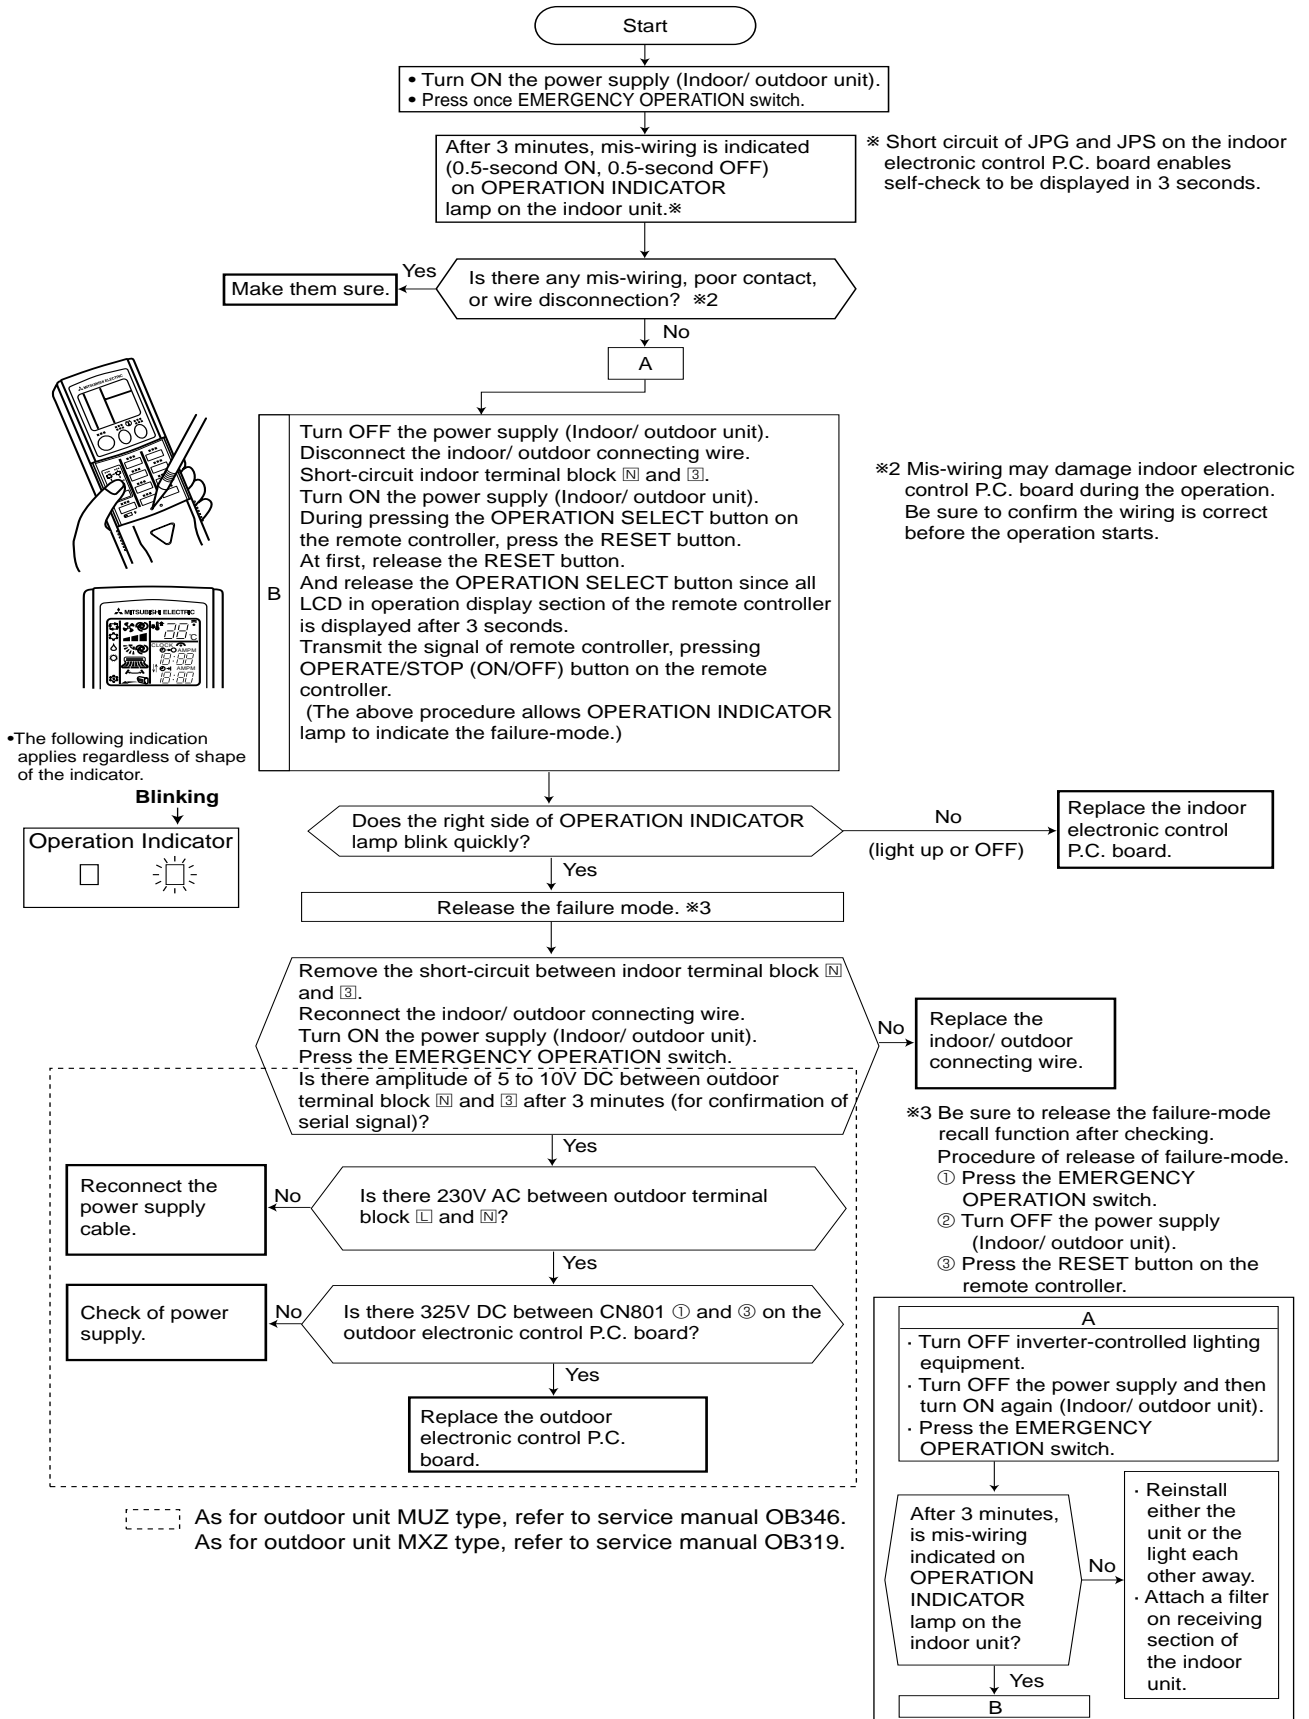 Start
• Turn ON the power supply (Indoor/ outdoor unit).
• Press once EMERGENCY OPERATION switch.
After 3 minutes, mis-wiring is indicated
(0.5-second ON, 0.5-second OFF)
on OPERATION INDICATOR
lamp on the indoor unit.※
※ Short circuit of JPG and JPS on the indoor
electronic control P.C. board enables
self-check to be displayed in 3 seconds.
Is there any mis-wiring, poor contact,
or wire disconnection? ※2
Yes
Make them sure.
No
A
MITSUBISHI ELECTRIC
MITSUBISHI ELECTRIC
CLOCK
AMPM
AMPM
B
Turn OFF the power supply (Indoor/ outdoor unit).
Disconnect the indoor/ outdoor connecting wire.
Short-circuit indoor terminal block N and 3.
Turn ON the power supply (Indoor/ outdoor unit).
During pressing the OPERATION SELECT button on
the remote controller, press the RESET button.
At first, release the RESET button.
And release the OPERATION SELECT button since all
LCD in operation display section of the remote controller
is displayed after 3 seconds.
Transmit the signal of remote controller, pressing
OPERATE/STOP (ON/OFF) button on the remote
controller.
(The above procedure allows OPERATION INDICATOR
lamp to indicate the failure-mode.)
※2 Mis-wiring may damage indoor electronic
control P.C. board during the operation.
Be sure to confirm the wiring is correct
before the operation starts.
•The following indication
applies regardless of shape
of the indicator.
Blinking
Operation Indicator
Does the right side of OPERATION INDICATOR
lamp blink quickly?
No
(light up or OFF)
Replace the indoor
electronic control
P.C. board.
Yes
Release the failure mode. ※3
Remove the short-circuit between indoor terminal block N
and 3.
Reconnect the indoor/ outdoor connecting wire.
Turn ON the power supply (Indoor/ outdoor unit).
Press the EMERGENCY OPERATION switch.
Is there amplitude of 5 to 10V DC between outdoor
terminal block N and 3 after 3 minutes (for confirmation of
serial signal)?
No
Replace the
indoor/ outdoor
connecting wire.
Yes
Is there 230V AC between outdoor terminal
block L and N?
No
Reconnect the
power supply
cable.
Yes
Is there 325V DC between CN801 ① and ③ on the
outdoor electronic control P.C. board?
No
Check of power
supply.
Yes
Replace the outdoor
electronic control P.C.
board.
As for outdoor unit MUZ type, refer to service manual OB346.
As for outdoor unit MXZ type, refer to service manual OB319.
※3 Be sure to release the failure-mode
recall function after checking.
Procedure of release of failure-mode.
① Press the EMERGENCY
OPERATION switch.
② Turn OFF the power supply
(Indoor/ outdoor unit).
③ Press the RESET button on the
remote controller.
A
· Turn OFF inverter-controlled lighting
equipment.
· Turn OFF the power supply and then
turn ON again (Indoor/ outdoor unit).
· Press the EMERGENCY
OPERATION switch.
After 3 minutes,
is mis-wiring
indicated on
OPERATION
INDICATOR
lamp on the
indoor unit?
No
· Reinstall
either the
unit or the
light each
other away.
· Attach a filter
on receiving
section of
the indoor
unit.
Yes
B